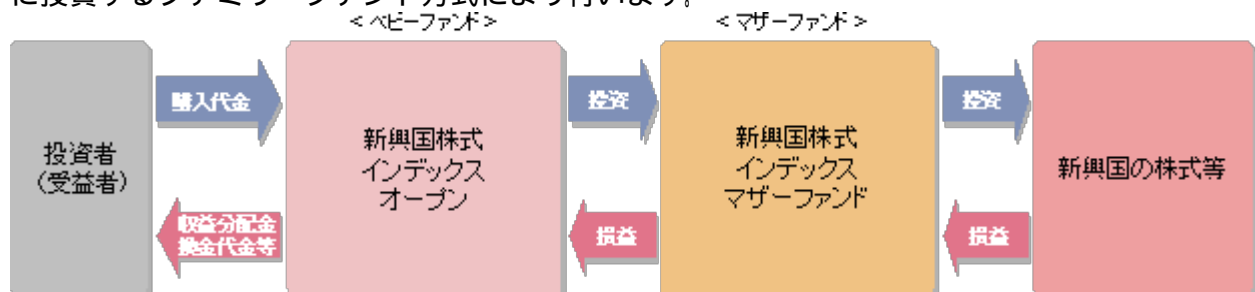 に投資するファミリーファンド方式により行います。
<ベビーファンド>
<マザーファンド>
投資者
(受益者)
購入代金
収益分配金
換金代金等
新興国株式
インデックス
オープン
投資
損益
新興国株式
インデックス
マザーファンド
投資
損益
新興国の株式等